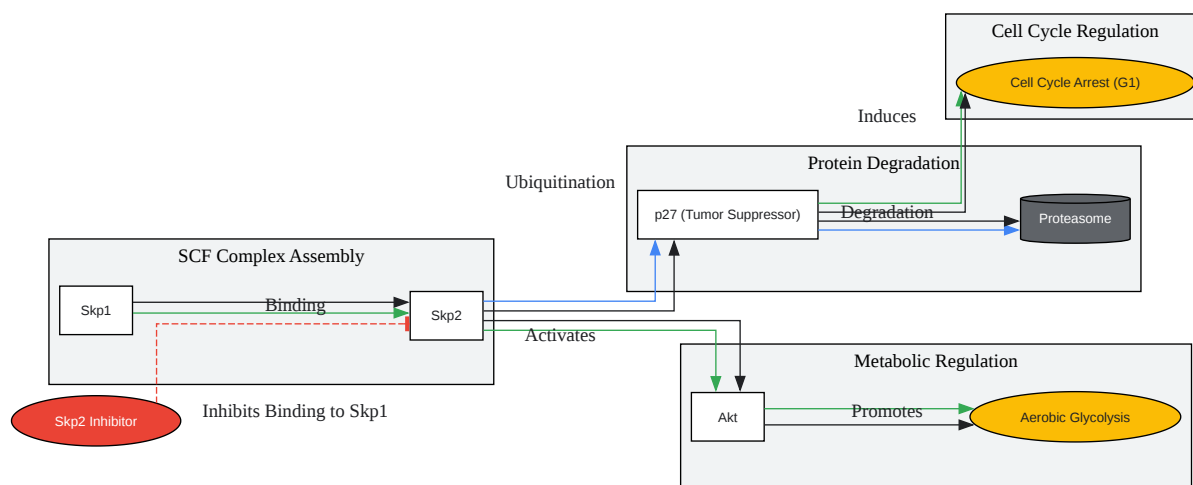 Cell Cycle Regulation
Cell Cycle Arrest (G1)
Induces
Protein Degradation
Ubiquitination
p27 (Tumor Suppressor)
Degradation
Proteasome
SCF Complex Assembly
Skp1
Binding
Skp2
Activates
Metabolic Regulation
Skp2 Inhibitor
Inhibits Binding to Skp1
Akt
Promotes
Aerobic Glycolysis